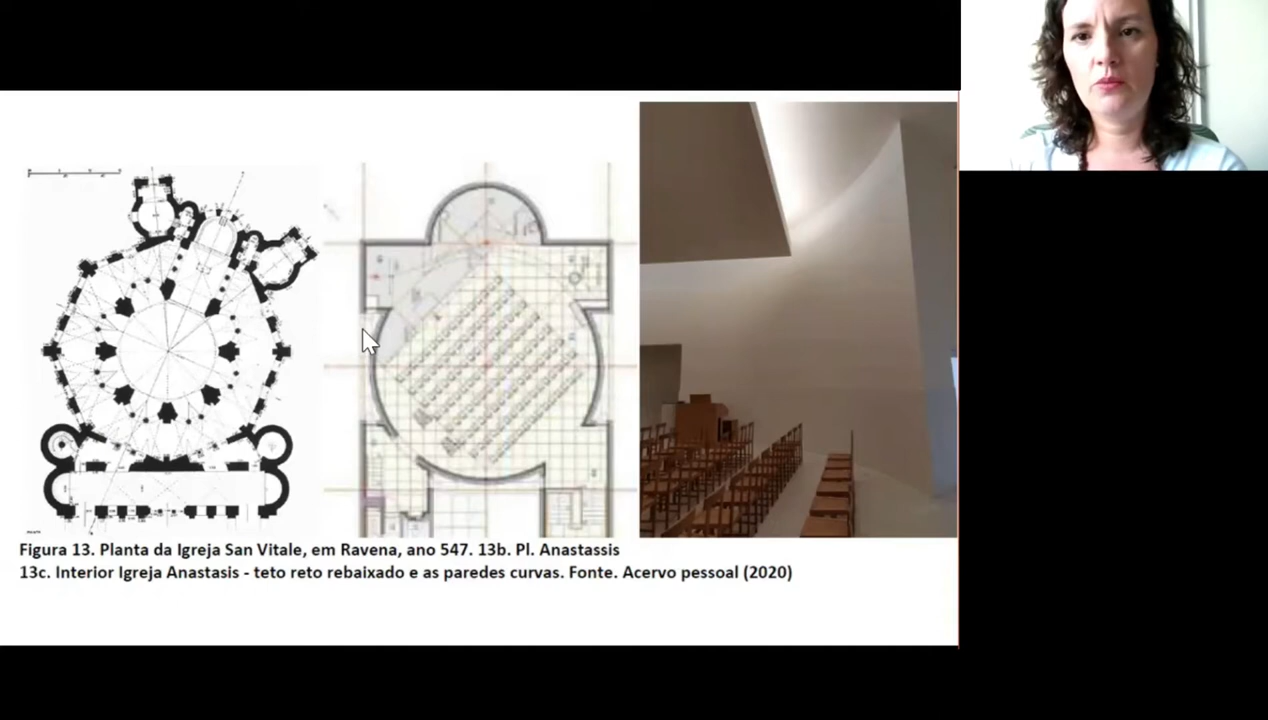 Figura 13. Planta da Igreja San Vitale, em Ravena, ano 547. 13b. Pl. Anastassis
13c. Interior Igreja Anastasis - teto reto rebaixado e as paredes curvas. Fonte. Acervo pessoal (2020)